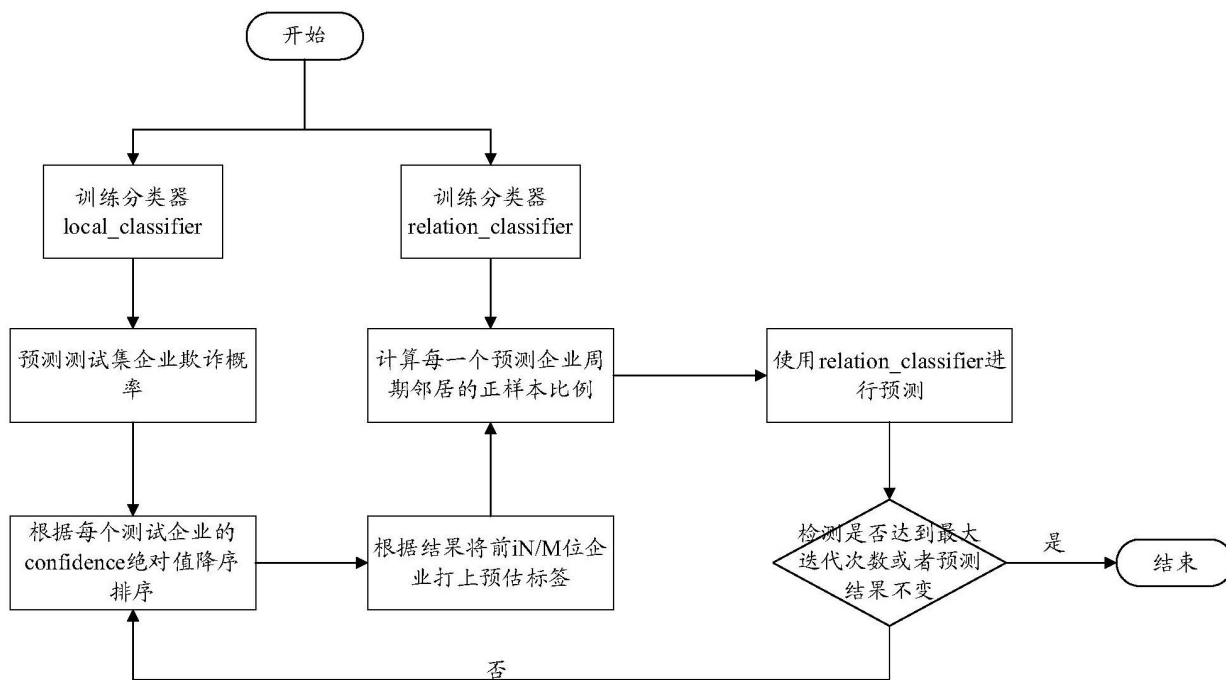 开始
训练分类器
local_classifier
训练分类器
relation_classifier
预测测试集企业欺诈概
率
计算每一个预测企业周
期邻居的正样本比例
使用relation_classifier进
行预测
根据每个测试企业的
confidence绝对值降序
排序
根据结果将前iN/M位企
业打上预估标签
检测是否达到最大
迭代次数或者预测
结果不变
是
结束
否